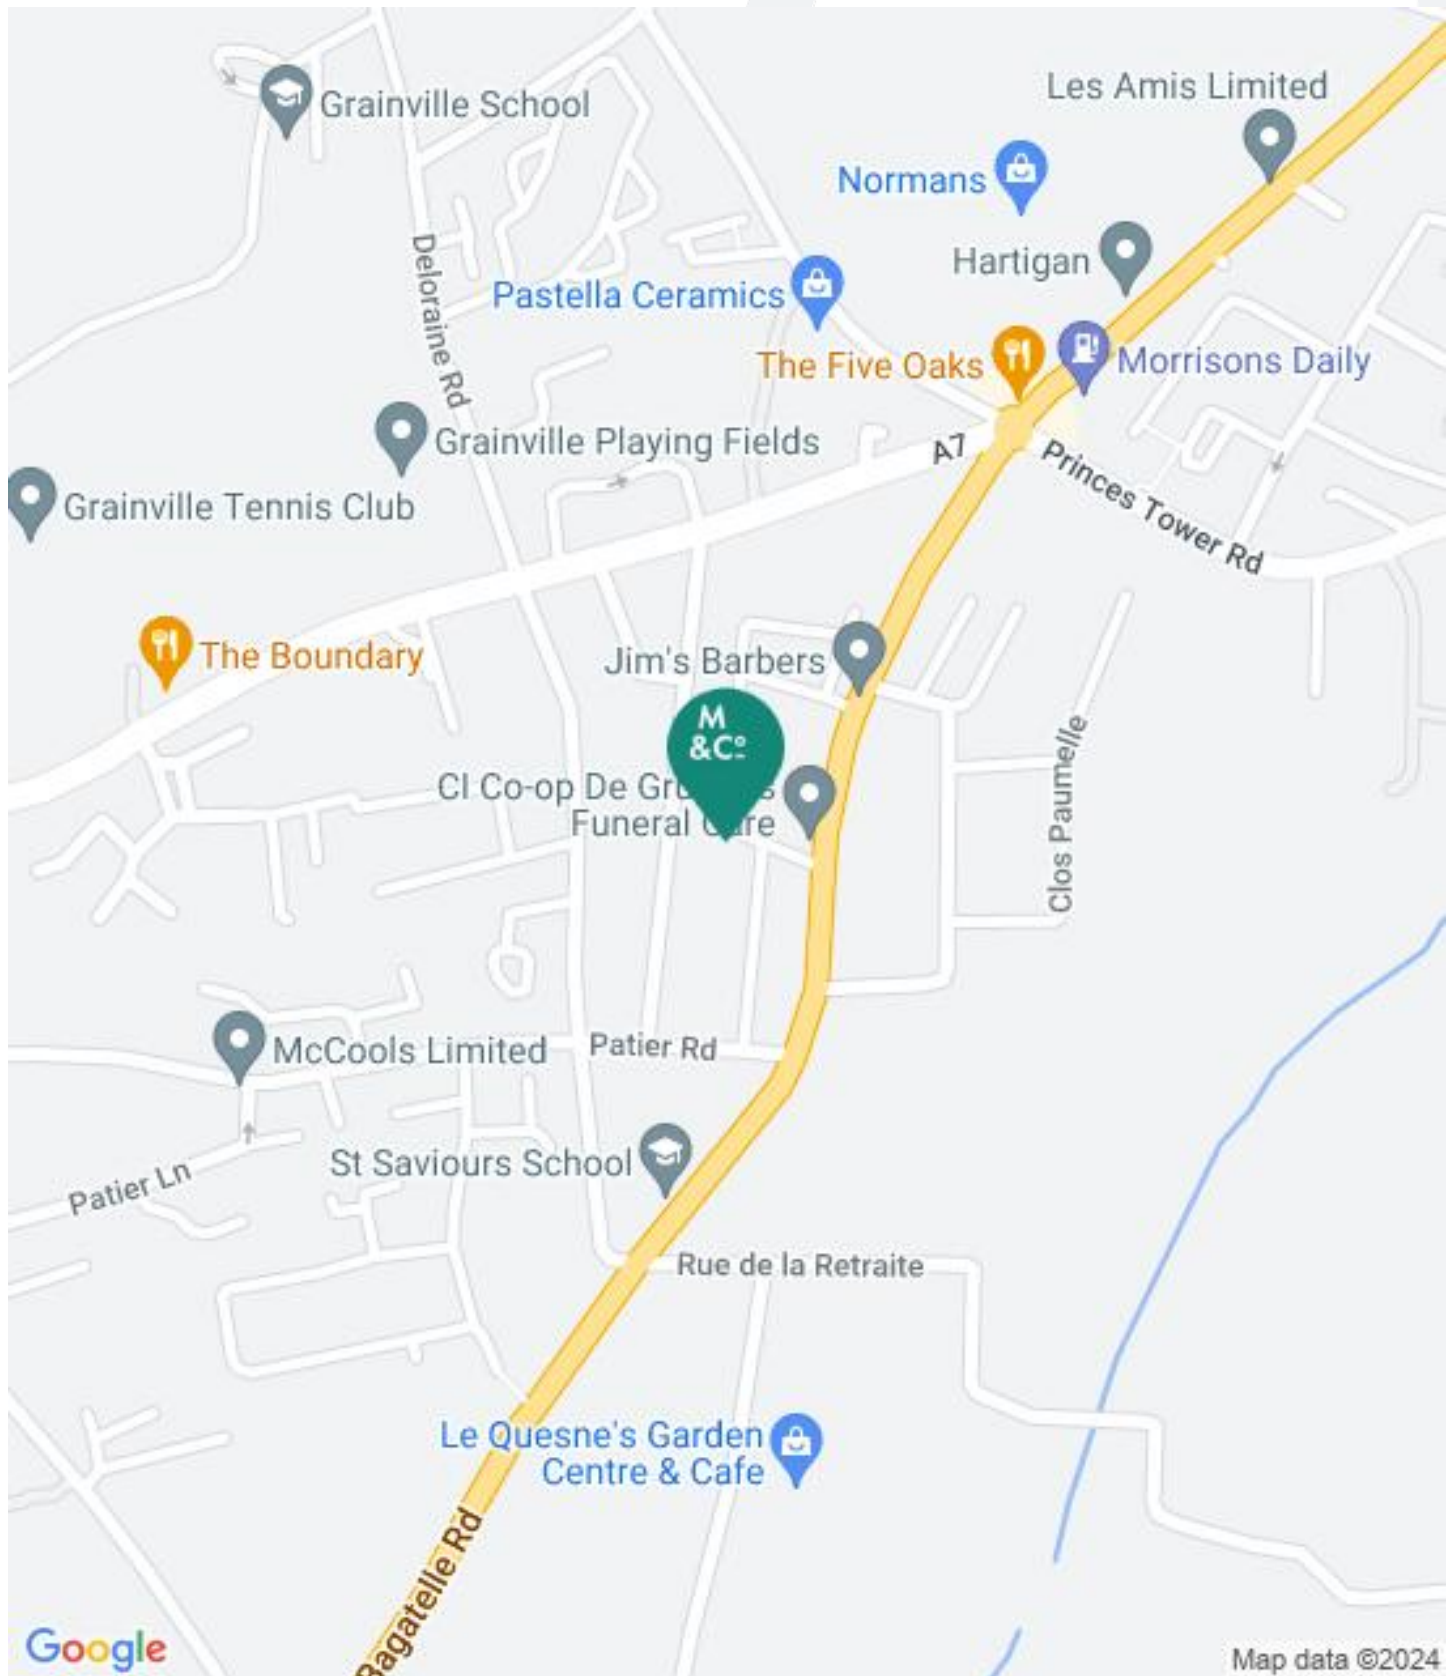 Les Amis Limited
Grainville School
Normans
Hartigan
Deloraine Rd
Pastella Ceramics
The Five Oaks
Morrisons Daily
Grainville Playing Fields
A7
Princes Tower Rd
Grainville Tennis Club
The Boundary
Jim's Barbers
M
&Cº
CI Co-op De
Funeral
Clos Paumelle
McCools Limited
Patier Rd
St Saviours School
Patier Ln
Rue de la Retraite
Le Quesne's Garden
Centre & Cafe
Bagatelle Rd
Google
Map data ©2024